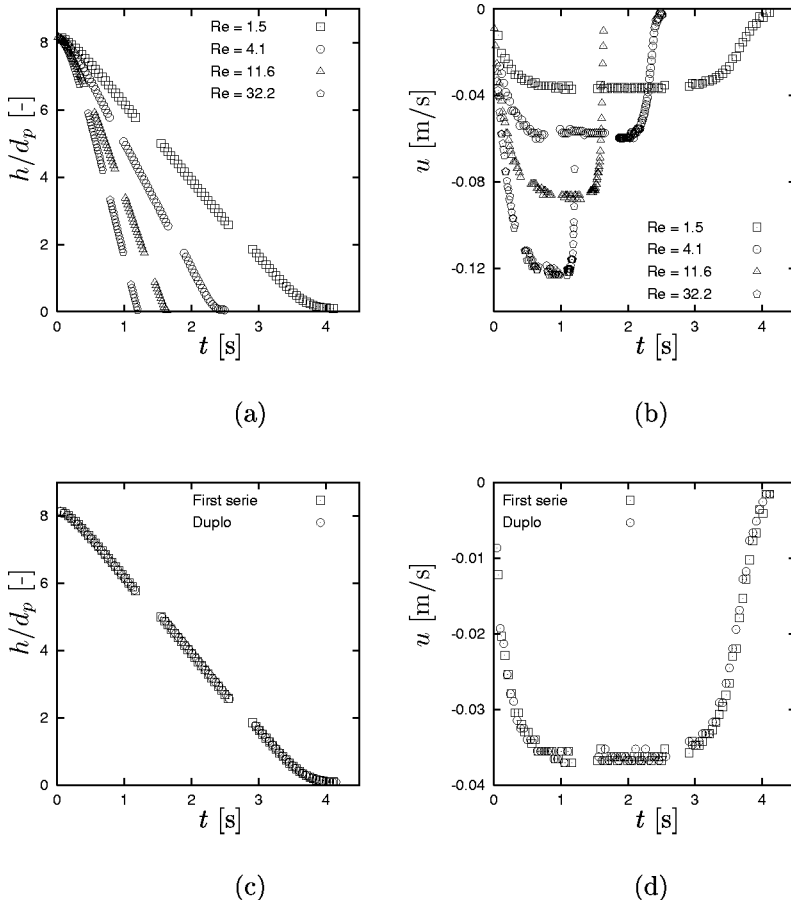 8
6
4
2
0
h/d_p [-]
Re = 1.5
Re = 4.1
Re = 11.6
Re = 32.2
0 1 2 3 4
t [s]
(a)
0
-0.04
-0.08
-0.12
u [m/s]
Re = 1.5
Re = 4.1
Re = 11.6
Re = 32.2
0 1 2 3 4
t [s]
(b)
8
6
4
2
0
h/d_p [-]
First serie
Duplo
0 1 2 3 4
t [s]
(c)
0
-0.01
-0.02
-0.03
-0.04
u [m/s]
First serie
Duplo
0 1 2 3 4
t [s]
(d)